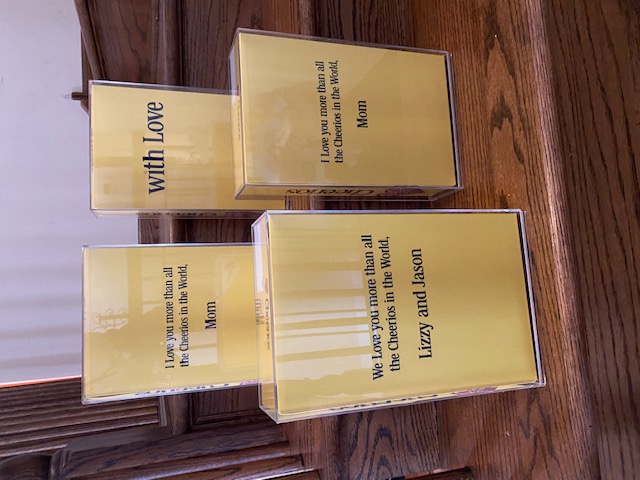 I Love you more than all
the Cheerios in the World,
Mom
with Love
We Love you more than all
the Cheerios in the World,
Lizzy and Jason
I Love you more than all
the Cheerios in the World,
Mom
Cheerios